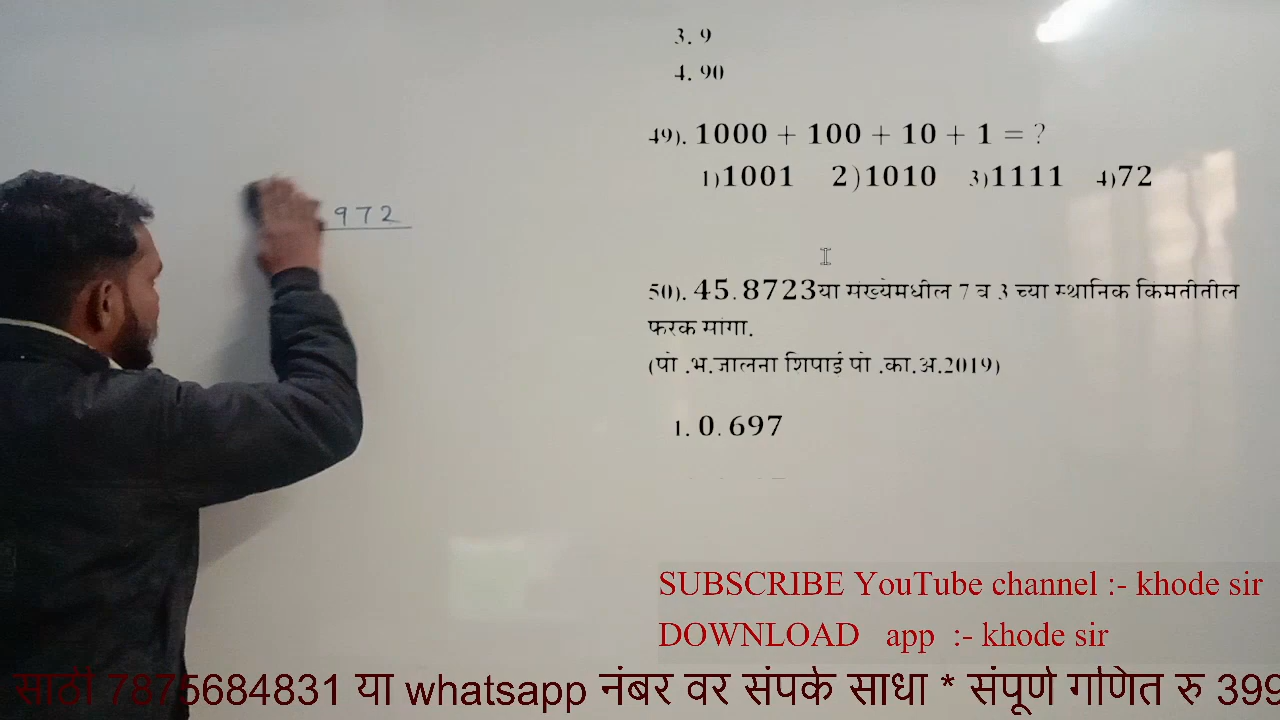 3. 9
4. 90
49). 1000 + 100 + 10 + 1 = ?
1)1001 2)1010 3)1111 4)72
972
50). 45.8723या संख्येमधील 7 व 3 च्या स्थानिक किंमतीतील
फरक सांगा.
(पो .भ.जालना शिपाई पो .का.अ.2019)
1. 0.697
SUBSCRIBE YouTube channel :- khode sir
DOWNLOAD app :- khode sir
साठी 7875684831 या whatsapp नंबर वर संपर्क साधा * संपूर्ण गणित रु 399